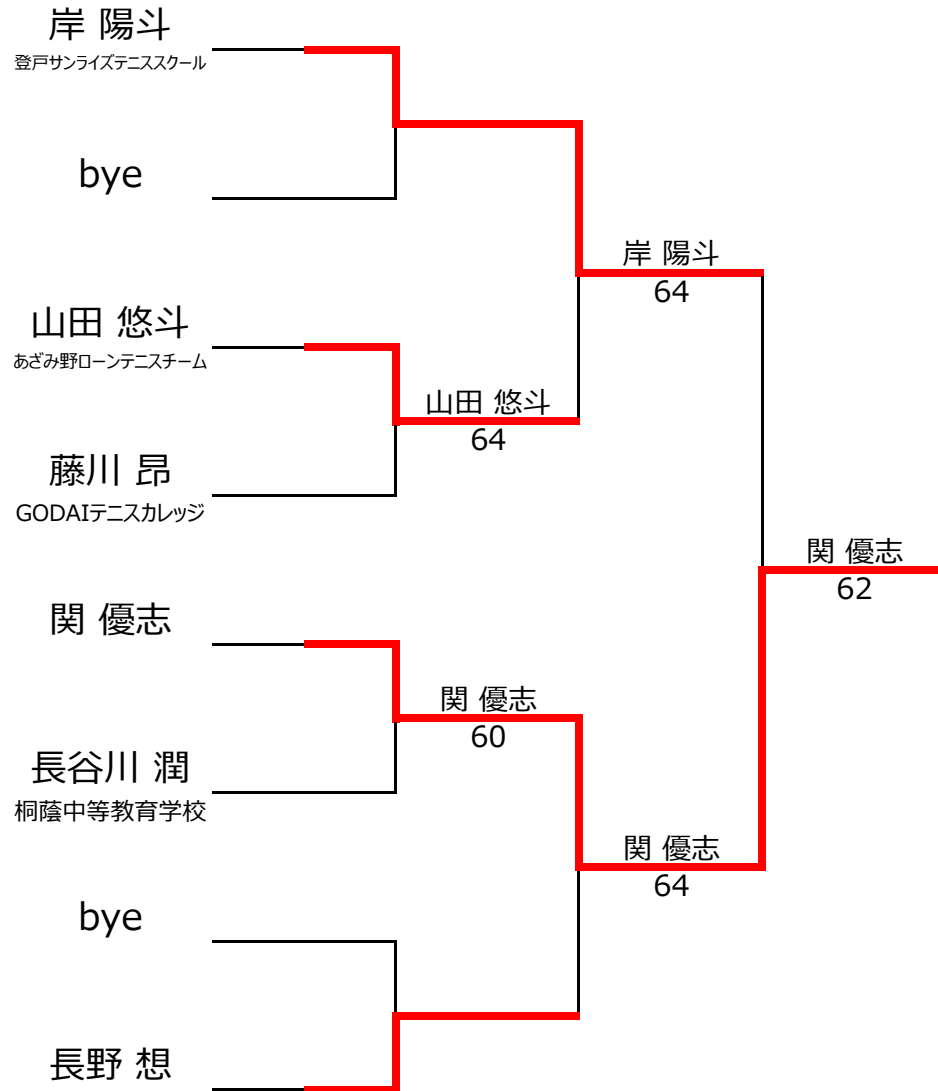 岸 陽斗
登戸サンライズテニススクール
bye
岸 陽斗
64
山田 悠斗
あざみ野ローンテニスチーム
山田 悠斗
64
藤川 昂
GODAIテニスカレッジ
関 優志
62
関 優志
関 優志
60
長谷川 潤
桐蔭中等教育学校
関 優志
64
bye
長野 想